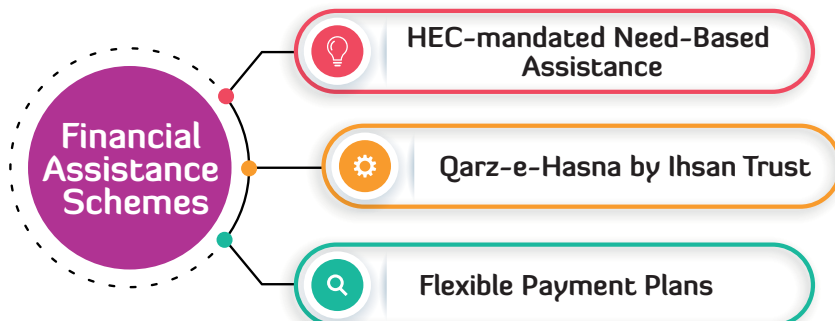 Financial
Assistance
Schemes
HEC-mandated Need-Based
Assistance
Qarz-e-Hasna by Ihsan Trust
Flexible Payment Plans